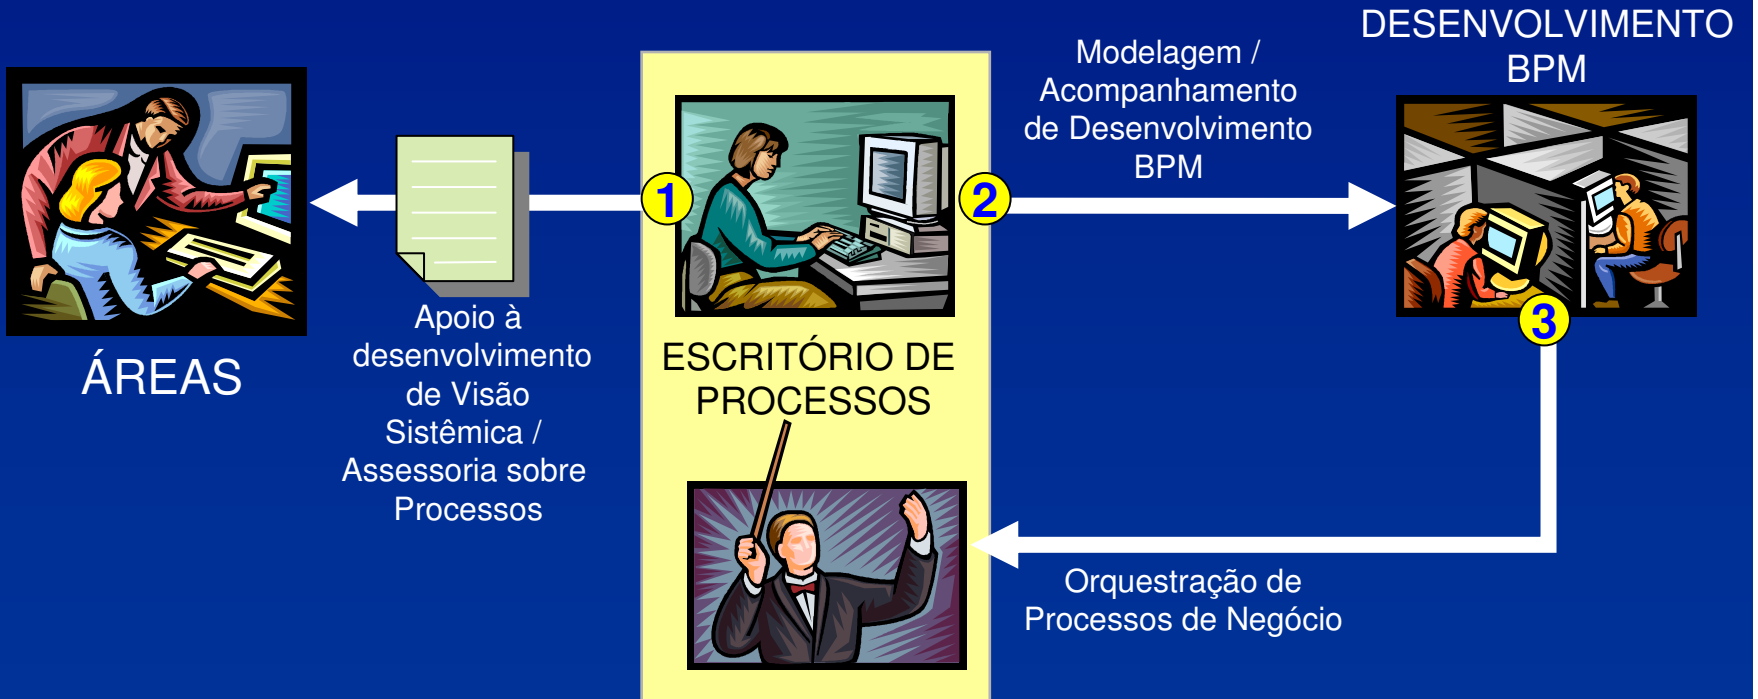 ÁREAS
Apoio à
desenvolvimento
de Visão
Sistêmica /
Assessoria sobre
Processos
1
ESCRITÓRIO DE
PROCESSOS
2
Modelagem /
Acompanhamento
de Desenvolvimento
BPM
DESENVOLVIMENTO
BPM
3
Orquestração de
Processos de Negócio